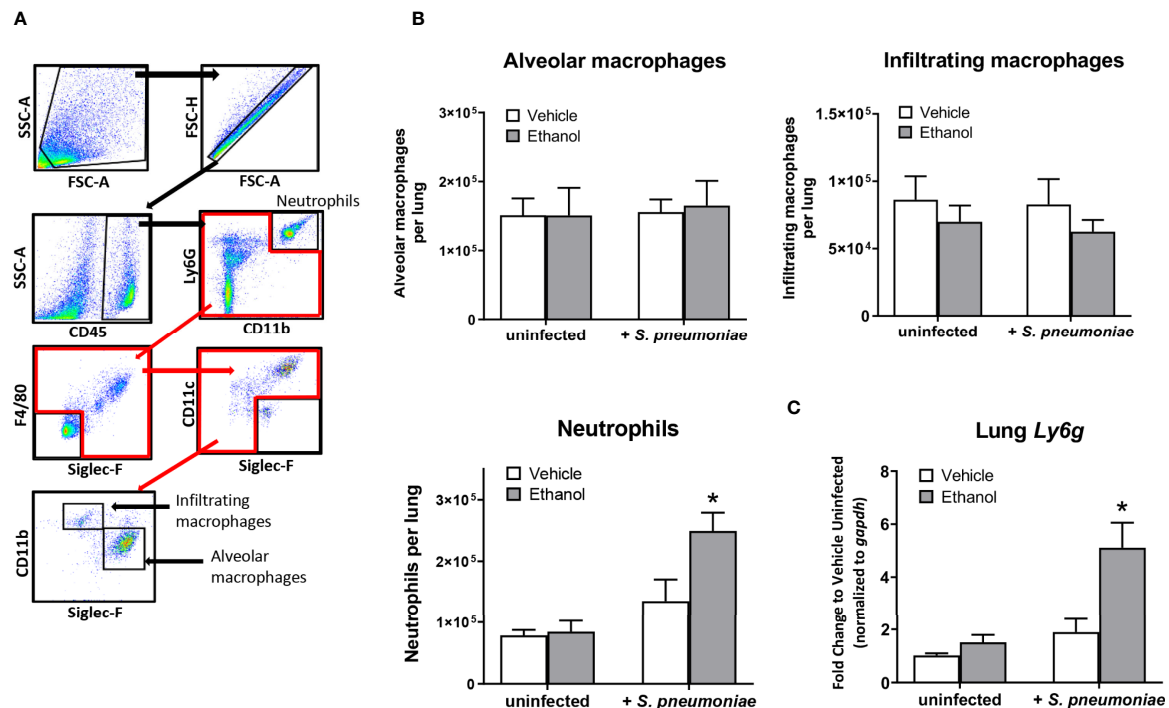 A
SSC-A
FSC-A
FSC-H
FSC-A
SSC-A
CD45
Neutrophils
Ly6G
CD11b
F4/80
Siglec-F
CD11c
Siglec-F
CD11b
Siglec-F
Infiltrating
macrophages
Alveolar
macrophages
B
Alveolar macrophages
Vehicle
Ethanol
Alveolar macrophages
per lung
3×10⁵
2×10⁵
1×10⁵
0
uninfected
+ S. pneumoniae
Infiltrating macrophages
Vehicle
Ethanol
Infiltrating macrophages
per lung
1.5×10⁵
1×10⁵
5×10⁴
0
uninfected
+ S. pneumoniae
Neutrophils
Vehicle
Ethanol
Neutrophils per lung
3×10⁵
2×10⁵
1×10⁵
0
*
uninfected
+ S. pneumoniae
C
Lung Ly6g
Vehicle
Ethanol
Fold Change to Vehicle Uninfected
(normalized to gapdh)
8
6
4
2
0
*
uninfected
+ S. pneumoniae